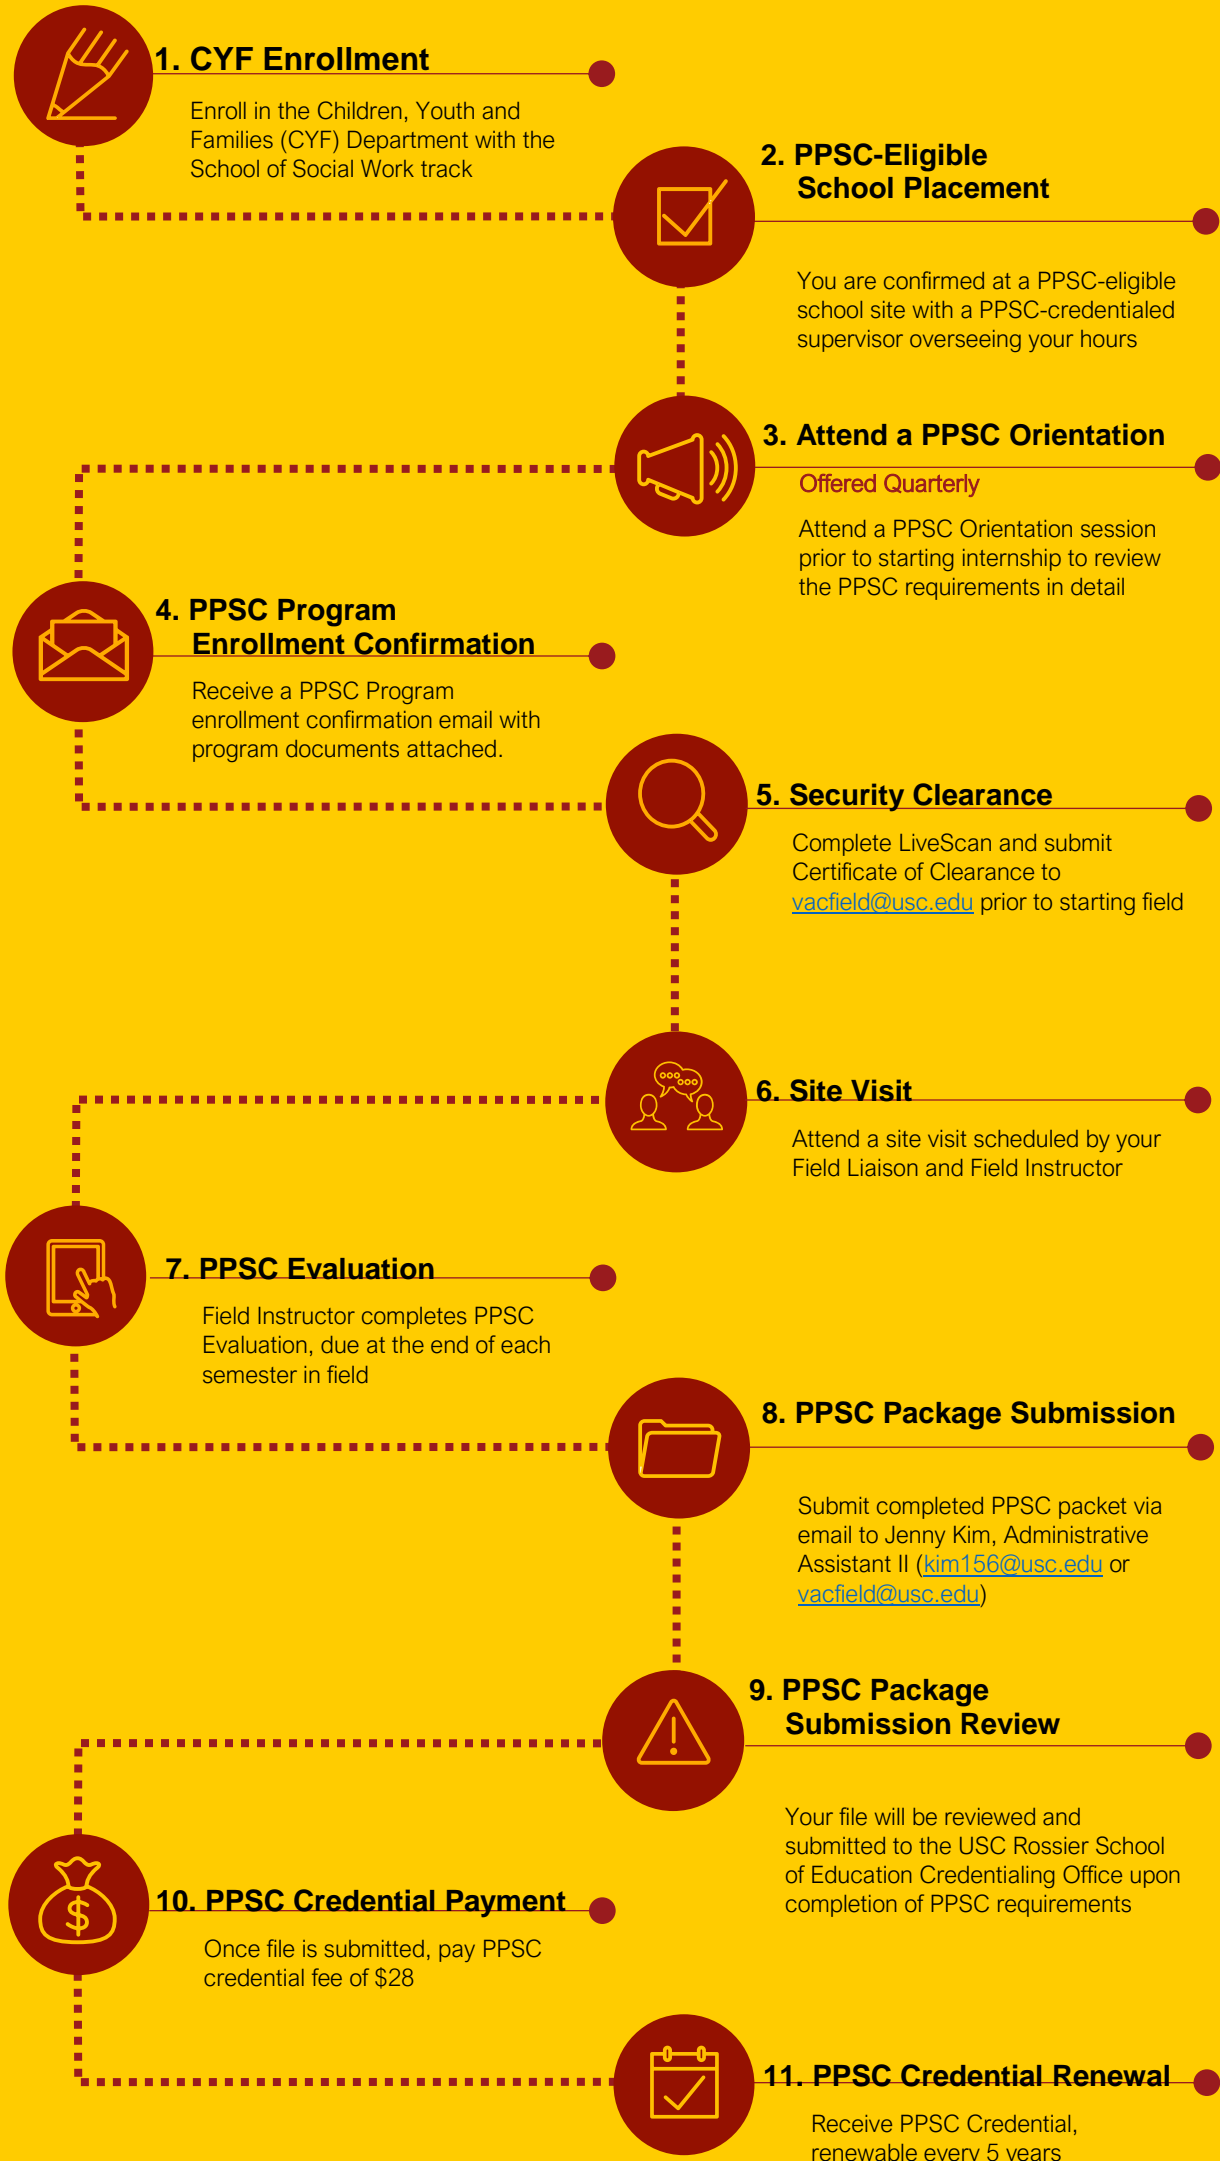 1. CYF Enrollment
Enroll in the Children, Youth and
Families (CYF) Department with the
School of Social Work track
2. PPSC-Eligible
School Placement
You are confirmed at a PPSC-eligible
school site with a PPSC-credentialed
supervisor overseeing your hours
3. Attend a PPSC Orientation
Offered Quarterly
Attend a PPSC Orientation session
prior to starting internship to review
the PPSC requirements in detail
4. PPSC Program
Enrollment Confirmation
Receive a PPSC Program
enrollment confirmation email with
program documents attached.
5. Security Clearance
Complete LiveScan and submit
Certificate of Clearance to
vacfield@usc.edu prior to starting field
6. Site Visit
Attend a site visit scheduled by your
Field Liaison and Field Instructor
7. PPSC Evaluation
Field Instructor completes PPSC
Evaluation, due at the end of each
semester in field
8. PPSC Package Submission
Submit completed PPSC packet via
email to Jenny Kim, Administrative
Assistant II (kim156@usc.edu or
vacfield@usc.edu)
9. PPSC Package
Submission Review
Your file will be reviewed and
submitted to the USC Rossier School
of Education Credentialing Office upon
completion of PPSC requirements
$
10. PPSC Credential Payment
Once file is submitted, pay PPSC
credential fee of $28
11. PPSC Credential Renewal
Receive PPSC Credential,
renewable every 5 years